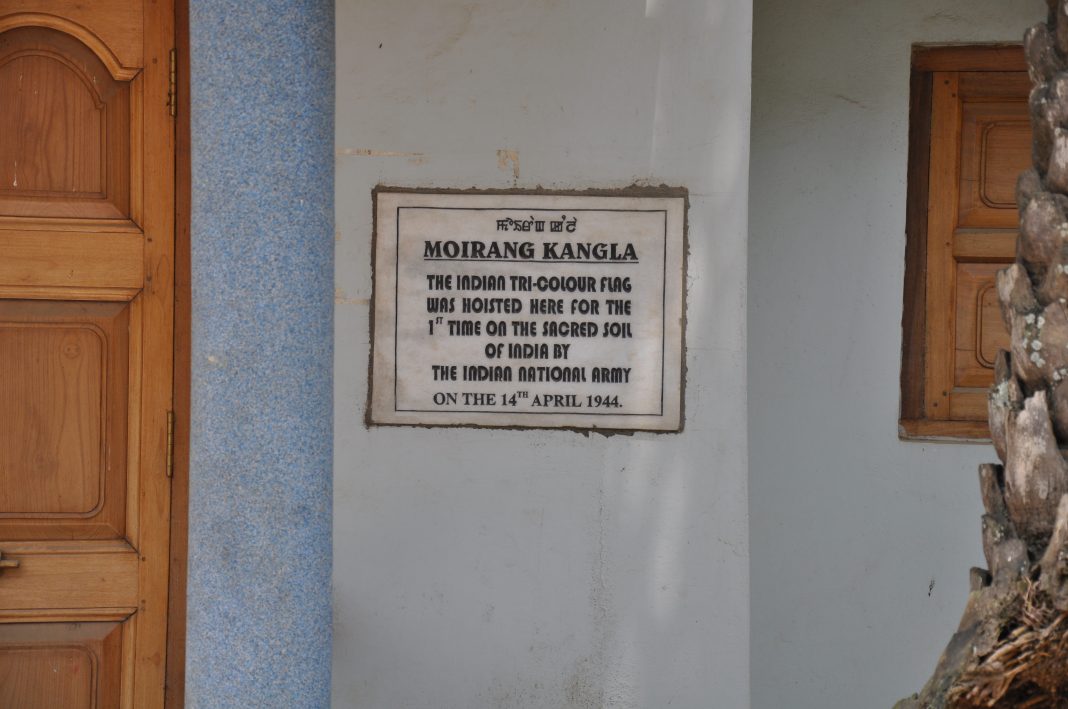 MOIRANG KANGLA
THE INDIAN TRI-COLOUR FLAG
WAS HOISTED HERE FOR THE
1ST TIME ON THE SACRED SOIL
OF INDIA BY
THE INDIAN NATIONAL ARMY
ON THE 14TH APRIL 1944.